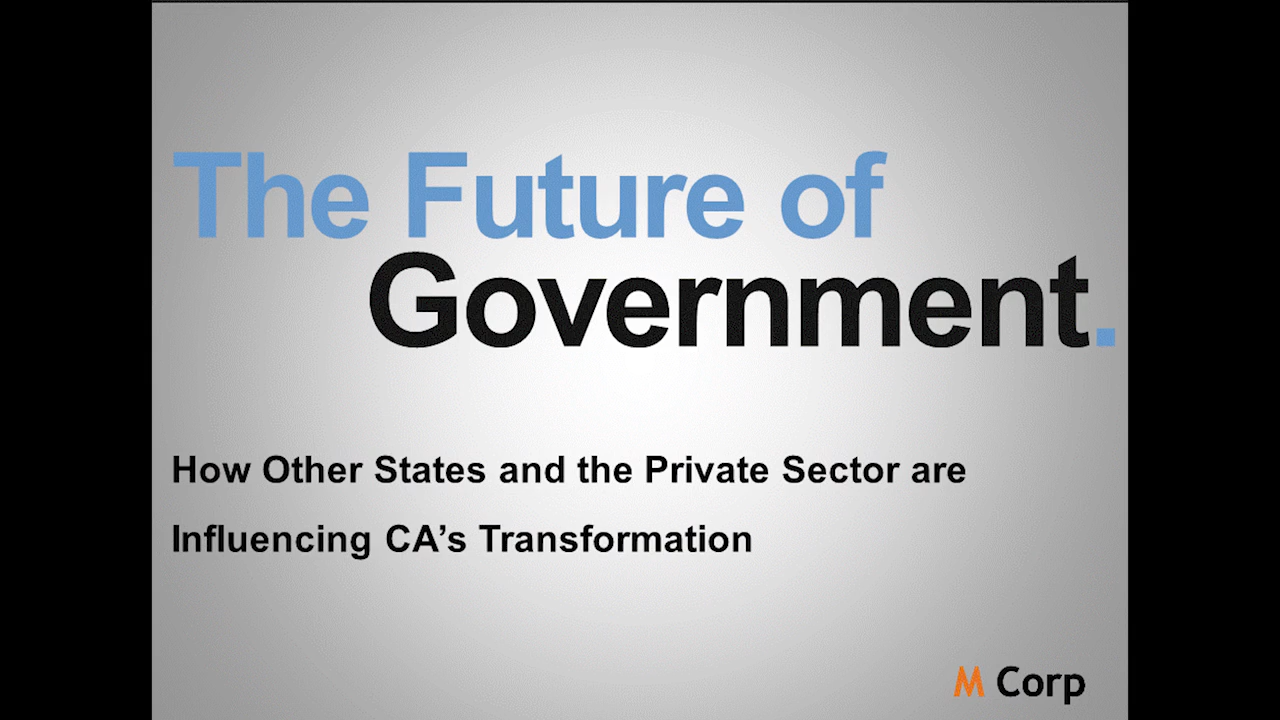 The Future of
Government.
How Other States and the Private Sector are
Influencing CA’s Transformation
M Corp